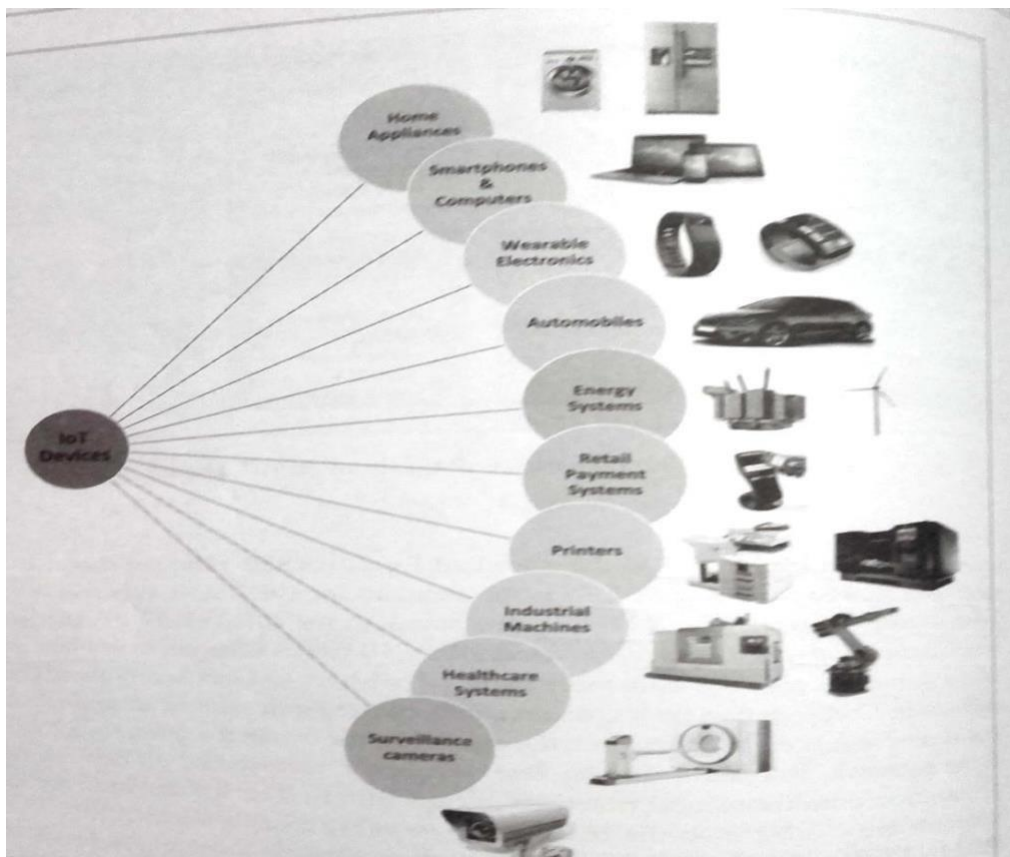 Home
Appliances
Smartphones
&
Computers
Wearable
Electronics
Automobiles
Energy
Systems
IoT
Devices
Retail
Payment
Systems
Printers
Industrial
Machines
Healthcare
Systems
Surveillance
cameras